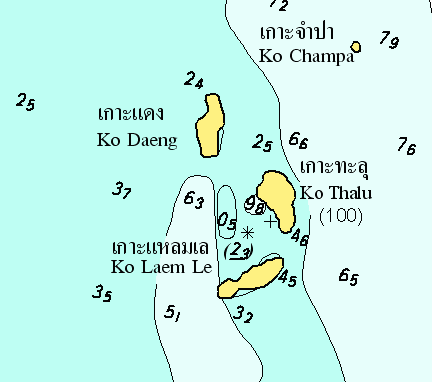 7₂
เกาะจำปา
Ko Champa
7₉
2₄
2₅
เกาะแดง
Ko Daeng
2₅
6₆
7₆
เกาะทะลุ
Ko Thalu
(100)
3₇
6₃
9₈
0₅
4₆
เกาะแหลมเล
Ko Laem Le
(2₃)
4₅
6₅
3₅
5₁
3₂